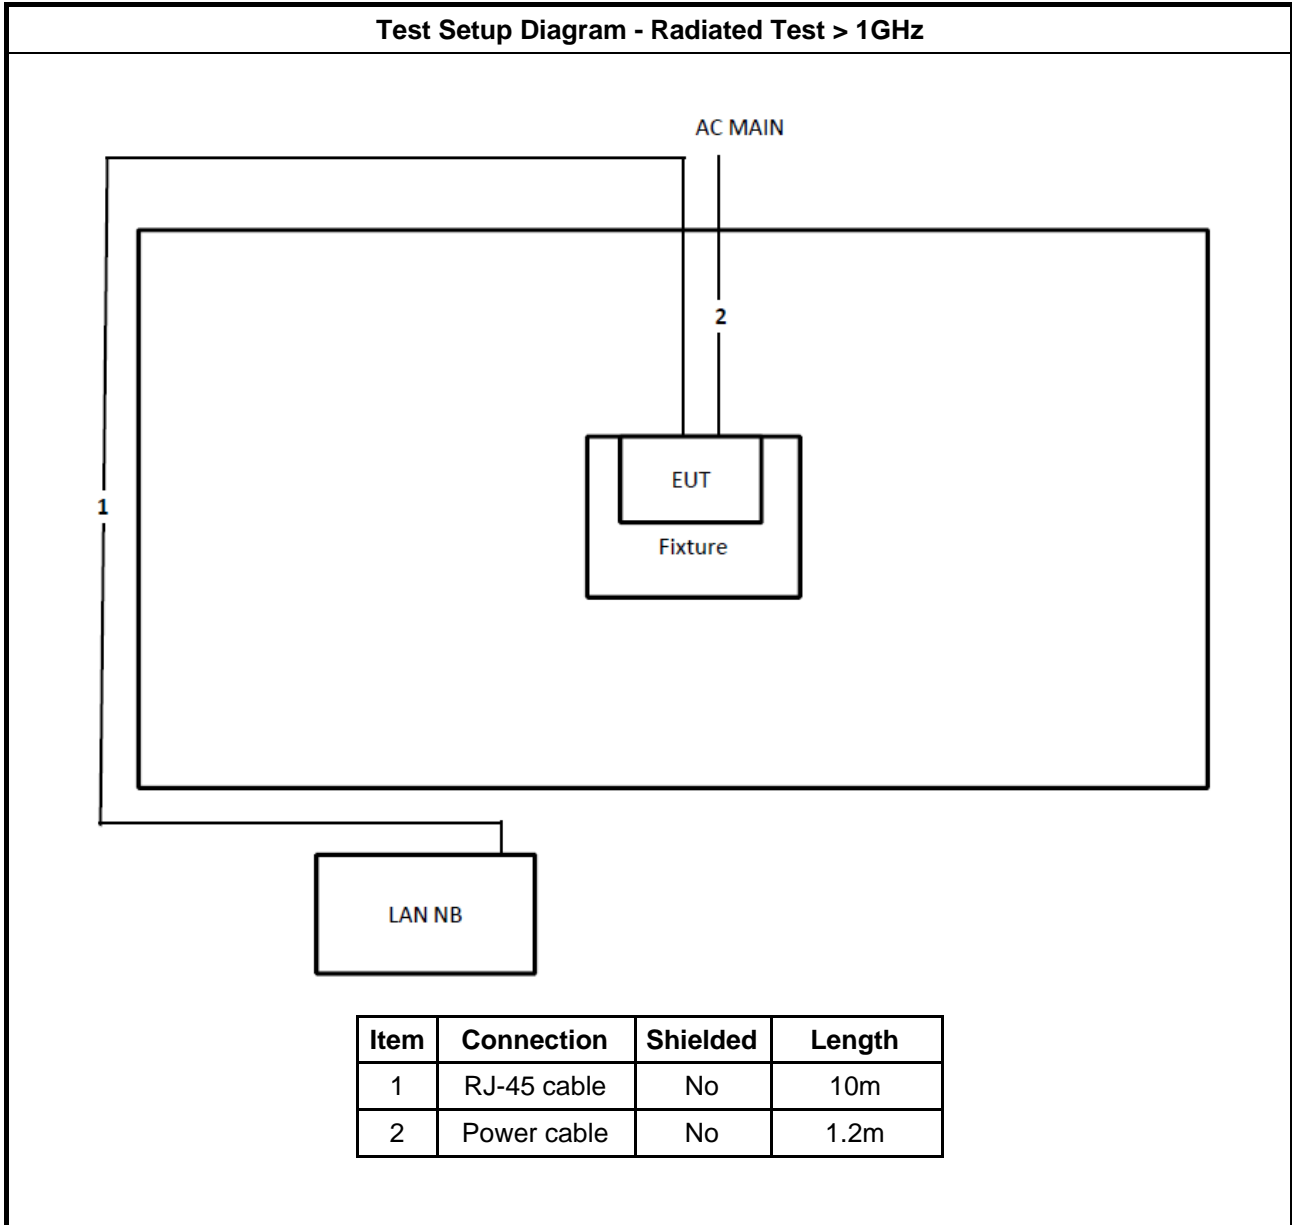 Test Setup Diagram - Radiated Test > 1GHz
AC MAIN
2
EUT
1
Fixture
LAN NB
Item Connection Shielded Length
1 RJ-45 cable No 10m
2 Power cable No 1.2m